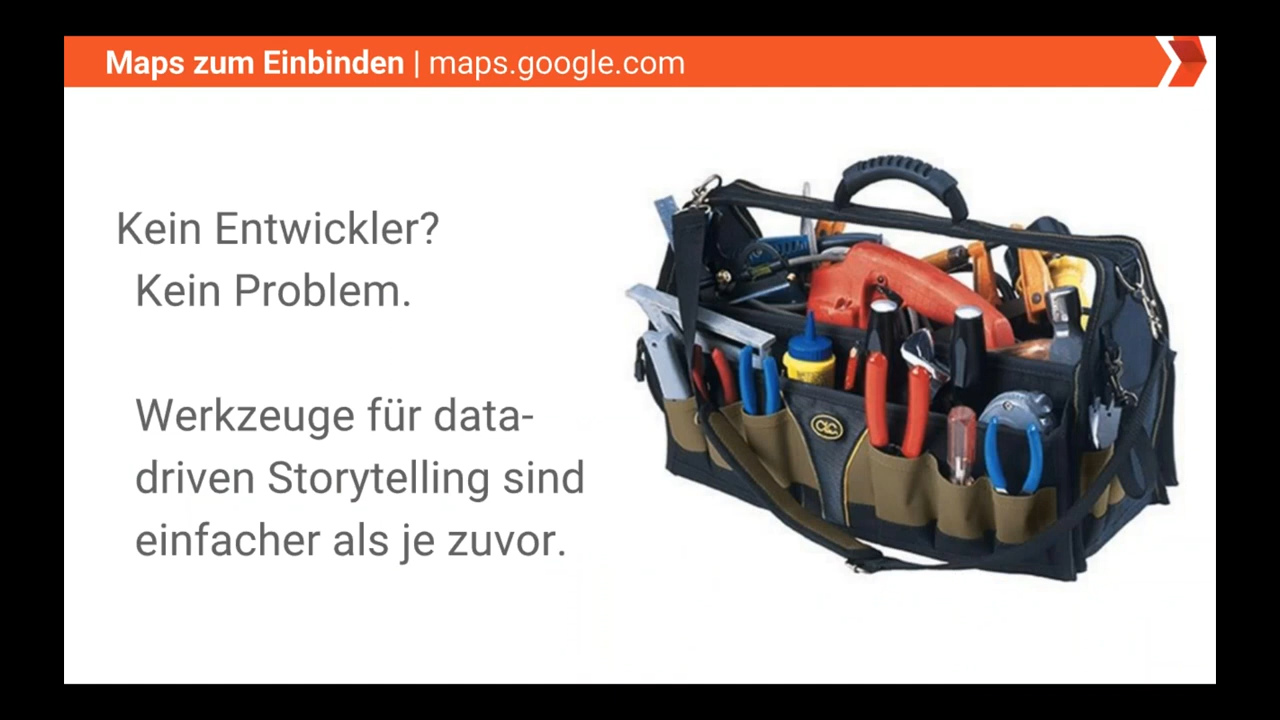 Maps zum Einbinden | maps.google.com
Kein Entwickler?
Kein Problem.
Werkzeuge für data-
driven Storytelling sind
einfacher als je zuvor.